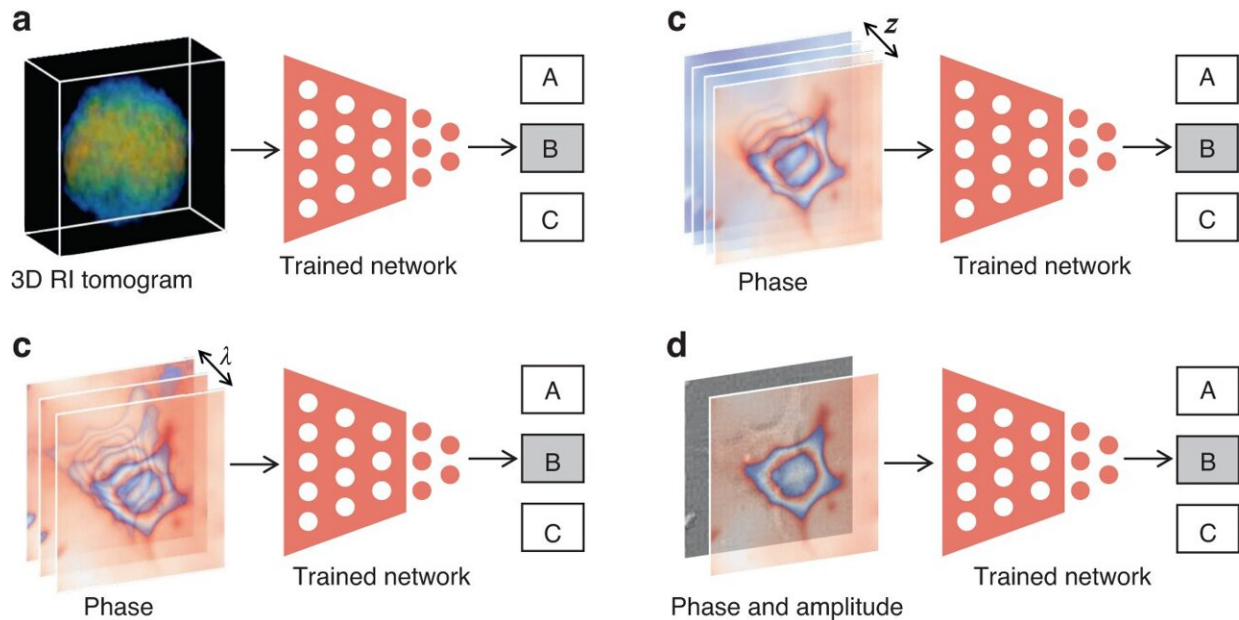 a
A
B
C
Trained network
3D RI tomogram
c
z
A
B
C
Trained network
Phase
c
λ
A
B
C
Trained network
Phase
d
A
B
C
Trained network
Phase and amplitude